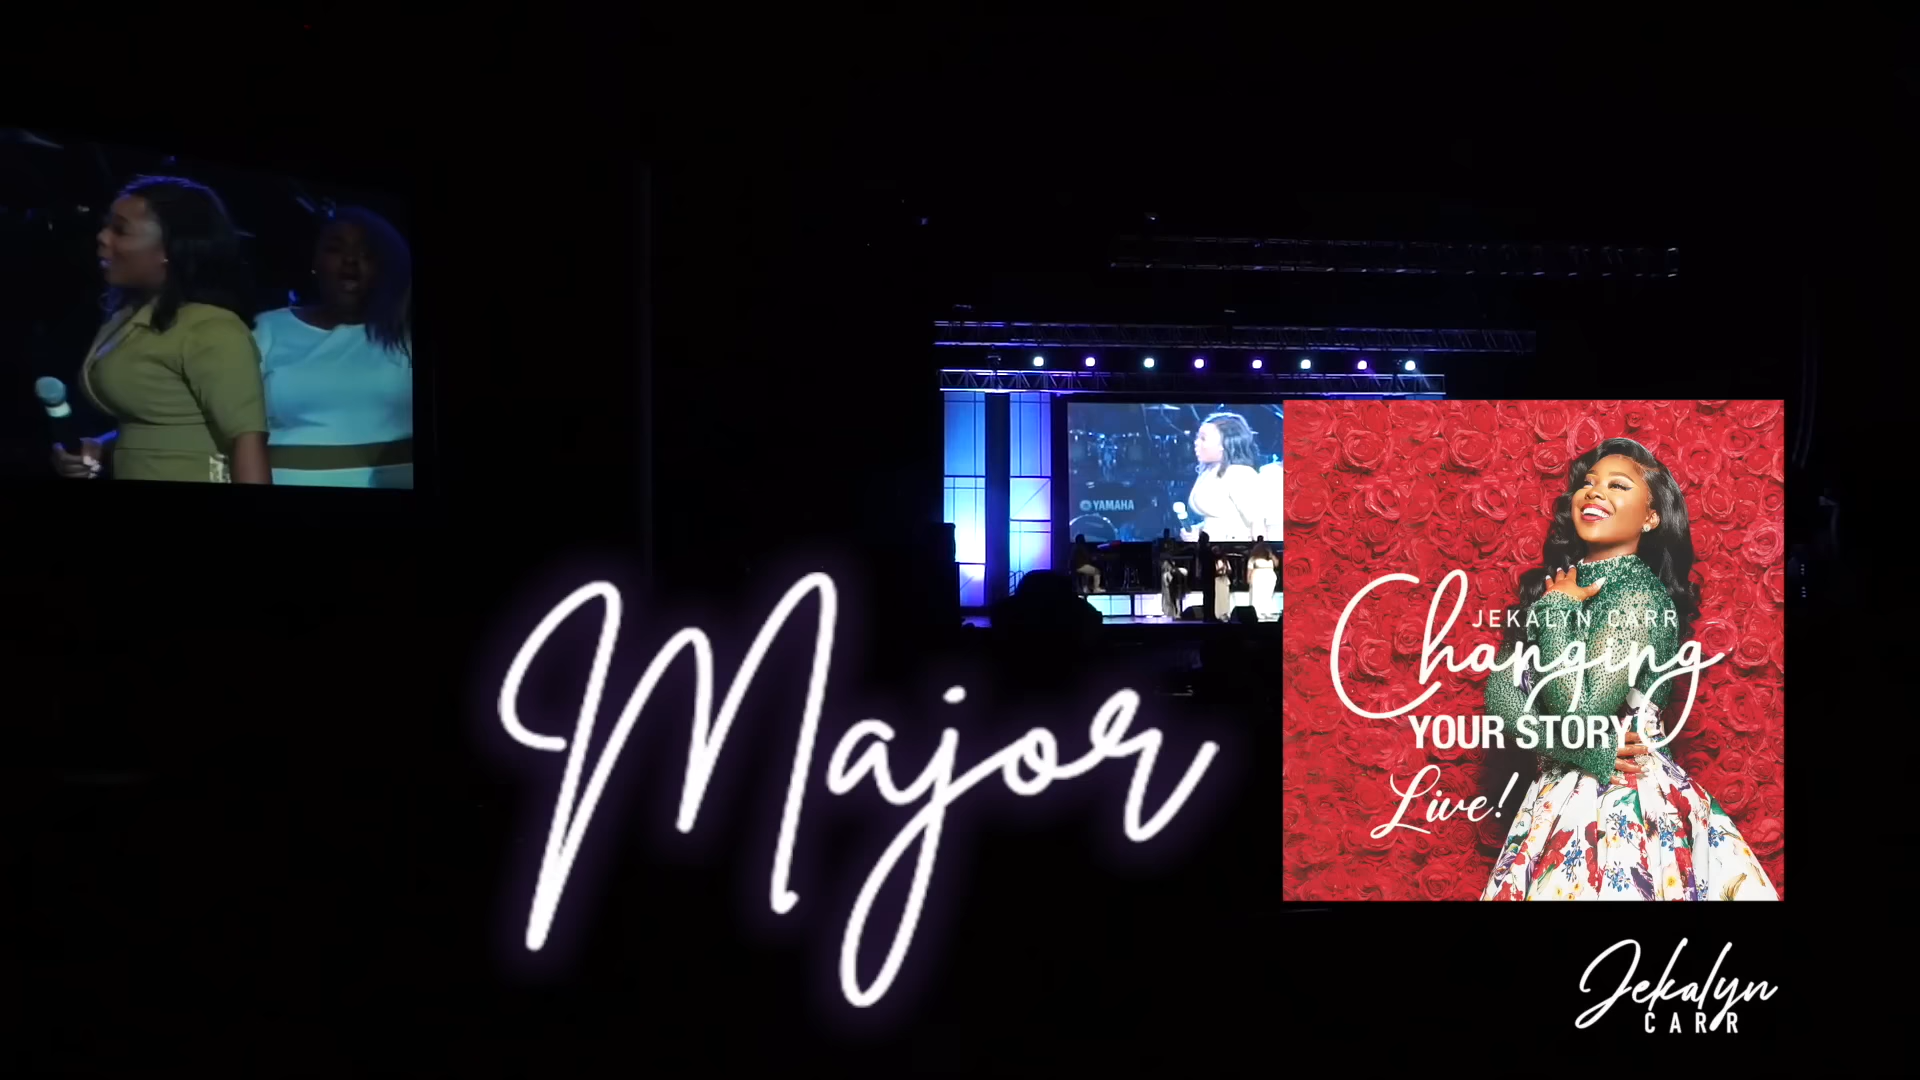 YAMAHA
Major
JEKALYN CARR
Changing
YOUR STORY
Live!
Jekalyn
CARR